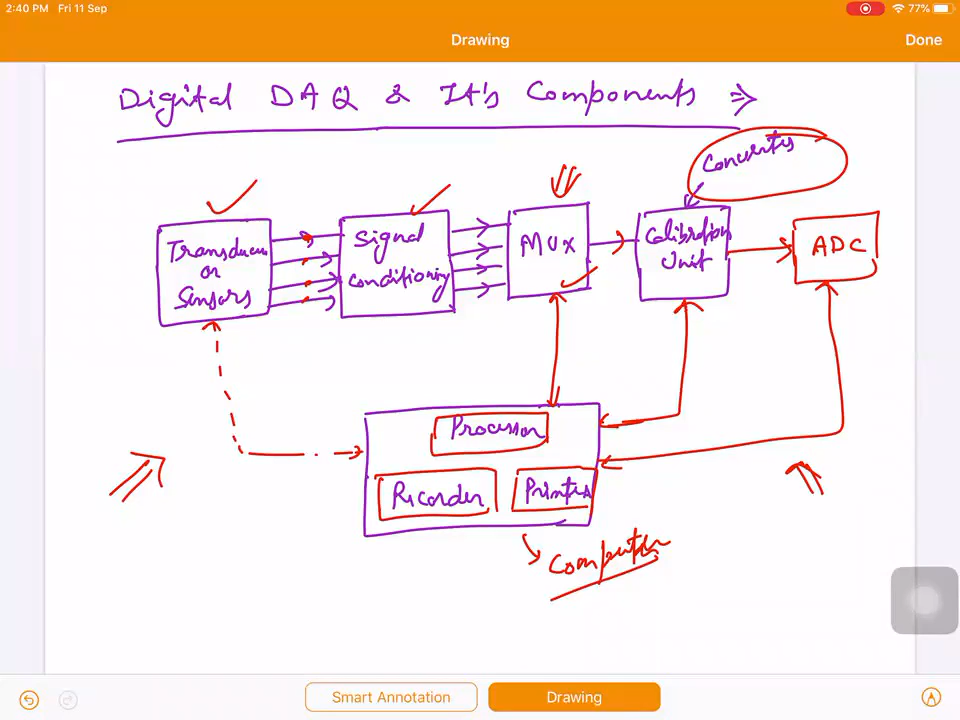 2:40 PM Fri 11 Sep
77%
Drawing
Done
Digital DAQ & It's Components ⇒
Converter
Transducer
or
Sensors
Signal
conditioning
MUX
Calibration
Unit
ADC
Processor
Recorder
Printer
Computer
Smart Annotation
Drawing